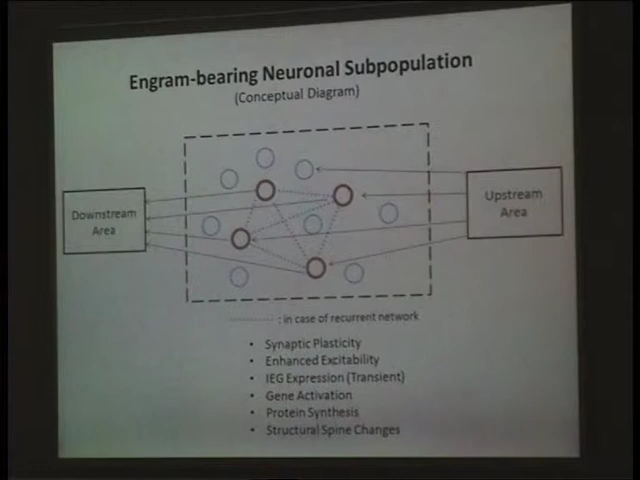 Engram-bearing Neuronal Subpopulation
(Conceptual Diagram)
Downstream
Area
Upstream
Area
: in case of recurrent network
• Synaptic Plasticity
• Enhanced Excitability
• IEG Expression (Transient)
• Gene Activation
• Protein Synthesis
• Structural Spine Changes